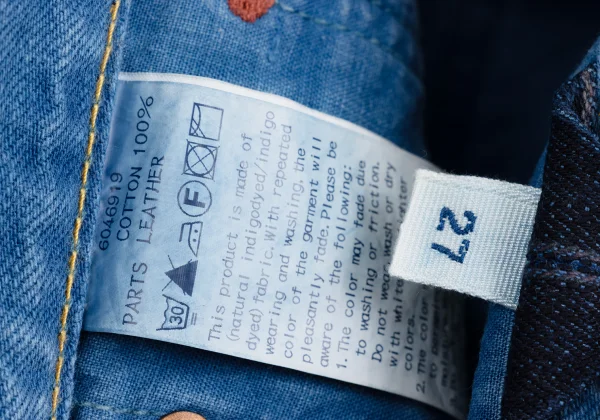 6046919
COTTON 100%
PARTS LEATHER
30
F
This product is made of
(natural indigodyed/indigo
dyed) fabric. With repeated
wearing and washing, the
color of the garment will
pleasantly fade. Please be
aware of the following:
1. The color may fade due
to washing or friction.
Do not wear, wash or dry
with white
colors.
2. The color
27